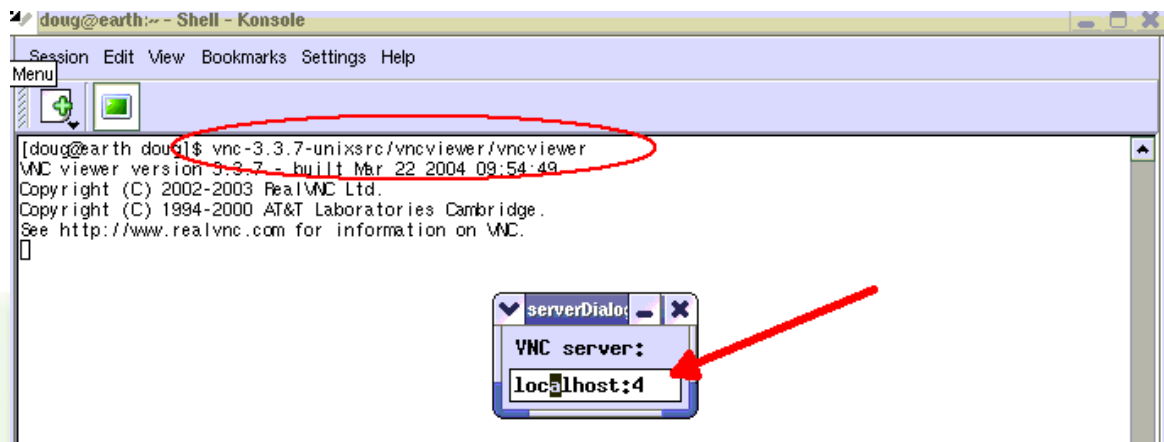 doug@earth:~ - Shell - Konsole
Session Edit View Bookmarks Settings Help
Menu
[doug@earth doug]$ vnc-3.3.7-unixsrc/vncviewer/vncviewer
VNC viewer version 3.3.7 - built Mar 22 2004 09:54:49
Copyright (C) 2002-2003 RealVNC Ltd.
Copyright (C) 1994-2000 AT&T Laboratories Cambridge.
See http://www.realvnc.com for information on VNC.
serverDialog
VNC server:
localhost:4